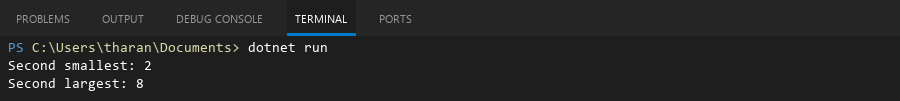 PROBLEMS OUTPUT DEBUG CONSOLE TERMINAL PORTS
PS C:\Users\tharan\Documents> dotnet run
Second smallest: 2
Second largest: 8